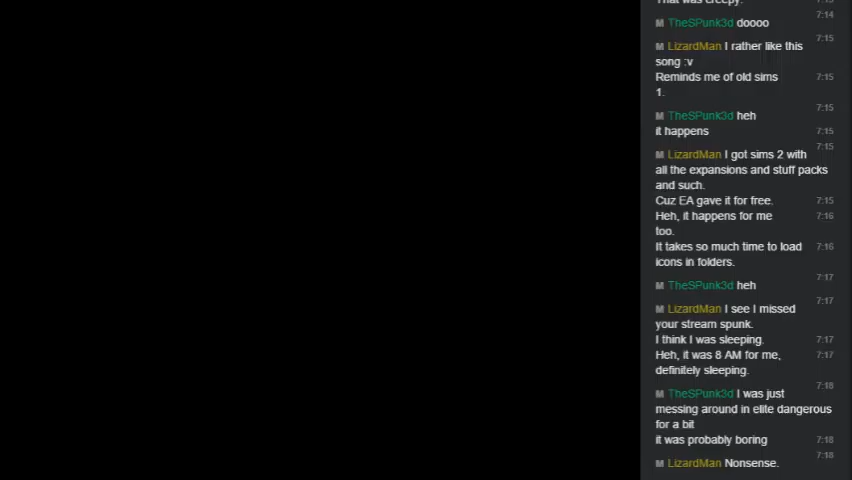 That was creepy. 7:13
7:14
M TheSPunk3d doooo
7:15
M LizardMan I rather like this
song :v
Reminds me of old sims 7:15
1.
7:15
M TheSPunk3d heh
it happens 7:15
7:15
M LizardMan I got sims 2 with
all the expansions and stuff packs
and such.
Cuz EA gave it for free. 7:15
Heh, it happens for me 7:16
too.
It takes so much time to load 7:16
icons in folders.
7:17
M TheSPunk3d heh
7:17
M LizardMan I see I missed
your stream spunk.
I think I was sleeping. 7:17
Heh, it was 8 AM for me, 7:17
definitely sleeping.
7:18
M TheSPunk3d I was just
messing around in elite dangerous
for a bit
it was probably boring 7:18
7:18
M LizardMan Nonsense.